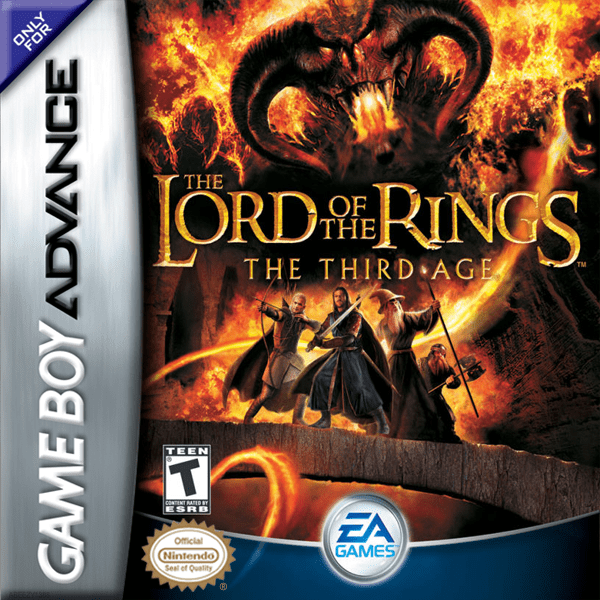 ONLY
FOR
GAME BOY ADVANCE
THE
LORD OF THE RINGS
THE THIRD AGE
™
TEEN
T
®
CONTENT RATED BY
ESRB
Official
Nintendo
Seal of Quality
®
EA
GAMES